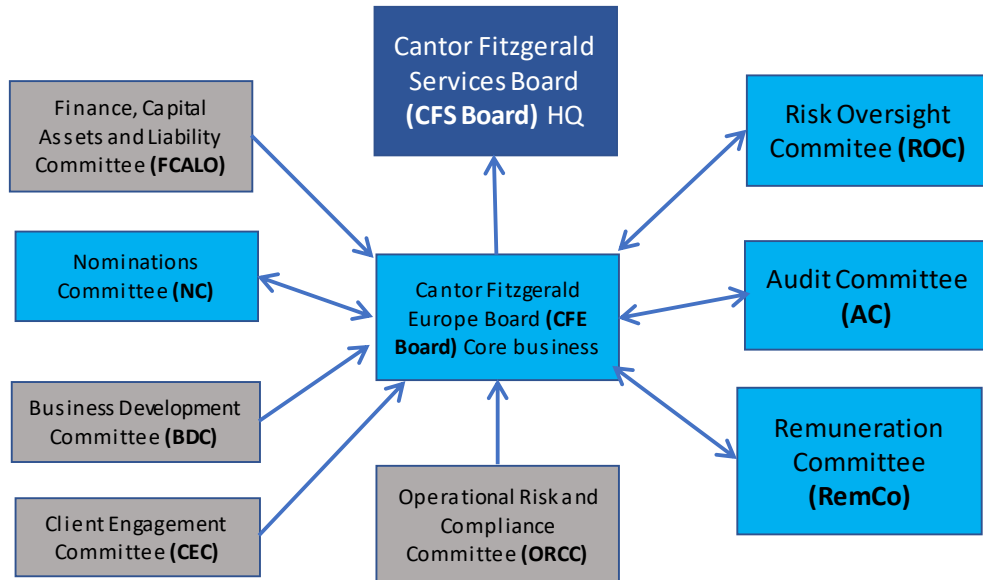 Cantor Fitzgerald
Services Board
(CFS Board) HQ
Finance, Capital
Assets and Liability
Committee (FCALO)
Risk Oversight
Commitee (ROC)
Nominations
Committee (NC)
Cantor Fitzgerald
Europe Board (CFE
Board) Core business
Audit Committee
(AC)
Business Development
Committee (BDC)
Remuneration
Committee
(RemCo)
Client Engagement
Committee (CEC)
Operational Risk and
Compliance
Committee (ORCC)